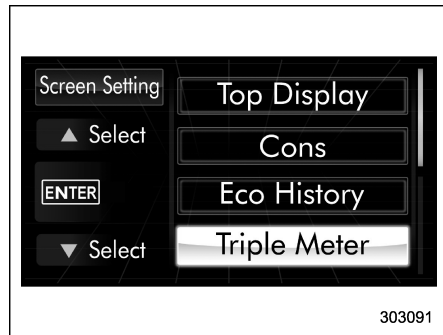 Screen Setting
▲ Select
ENTER
▼ Select
Top Display
Cons
Eco History
Triple Meter
303091